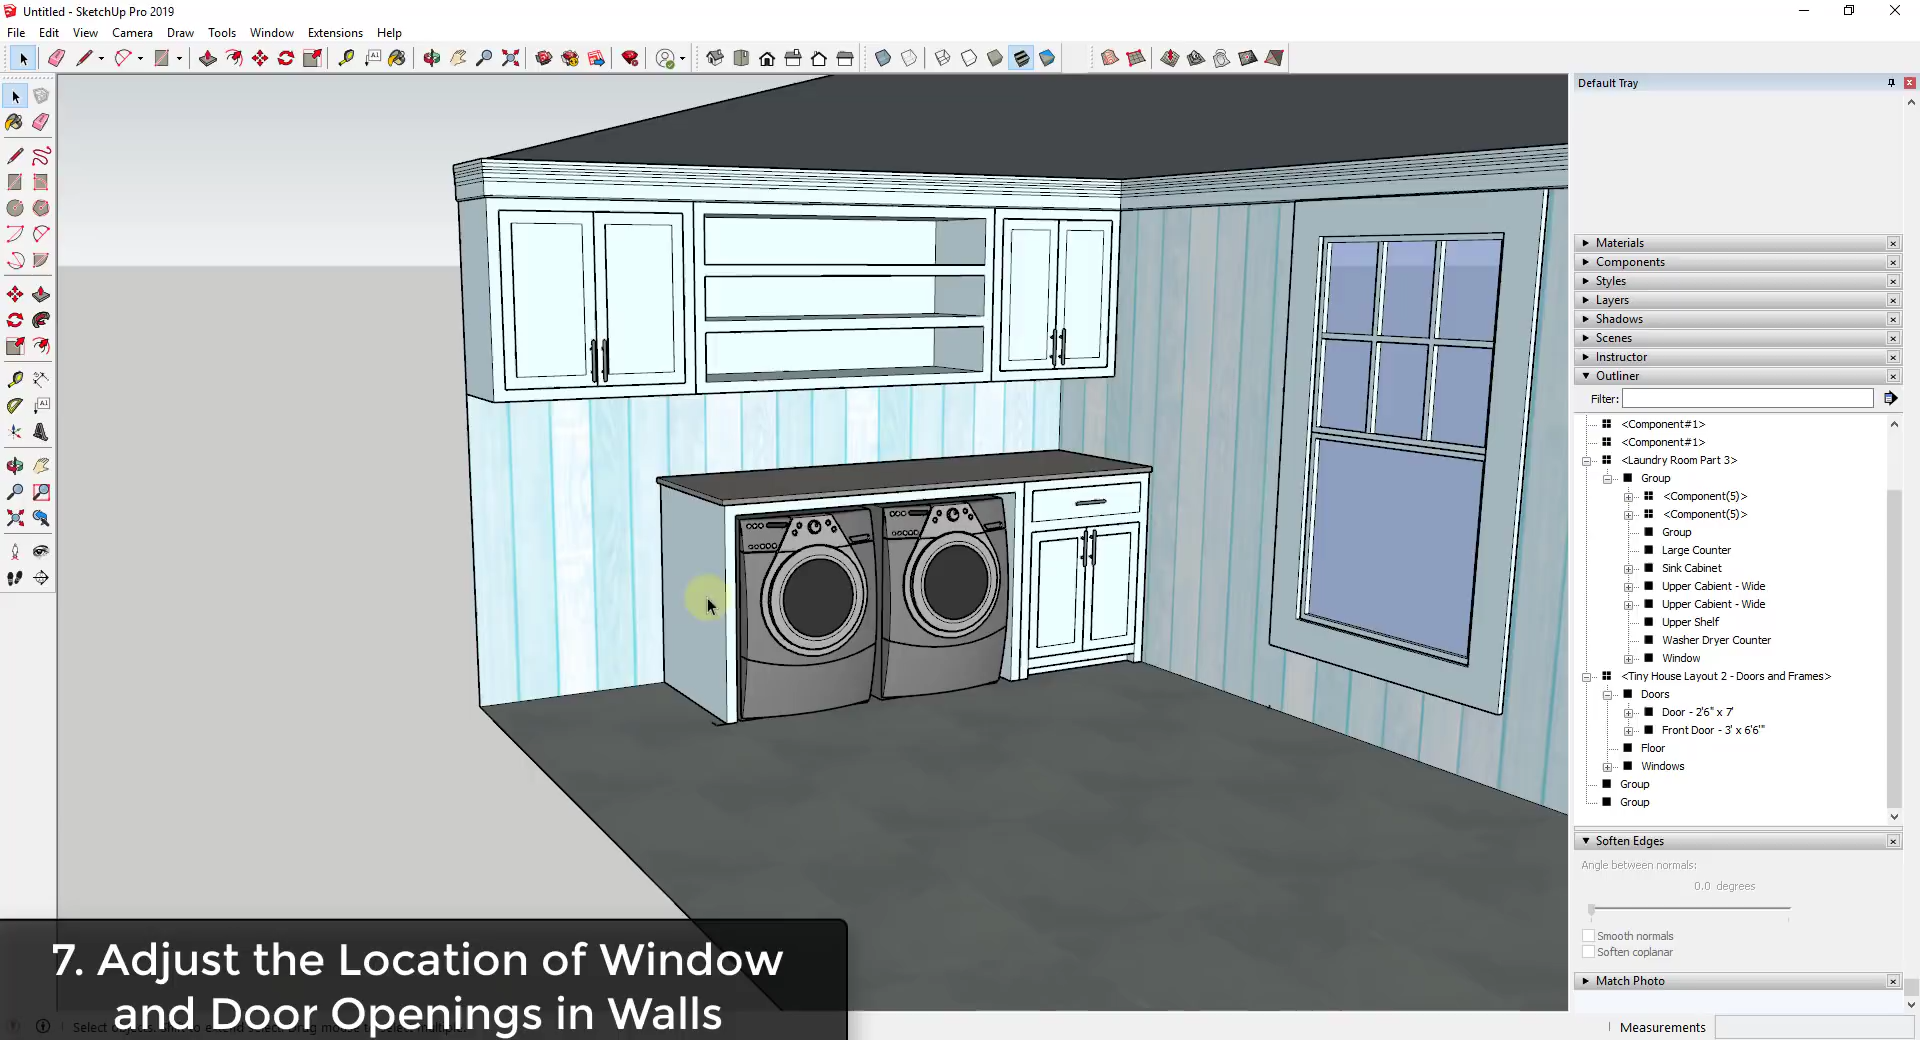 Untitled - SketchUp Pro 2019
File Edit View Camera Draw Tools Window Extensions Help
Default Tray
Materials
Components
Styles
Layers
Shadows
Scenes
Instructor
Outliner
Filter:
<Component#1>
<Component#1>
<Laundry Room Part 3>
Group
<Component(5)>
<Component(5)>
Group
Large Counter
Sink Cabinet
Upper Cabient - Wide
Upper Cabient - Wide
Upper Shelf
Washer Dryer Counter
Window
<Tiny House Layout 2 - Doors and Frames>
Doors
Door - 2'6" x 7'
Front Door - 3' x 6'6"
Floor
Windows
Group
Group
Soften Edges
Angle between normals:
0.0 degrees
Smooth normals
Soften coplanar
Match Photo
7. Adjust the Location of Window
and Door Openings in Walls
Measurements